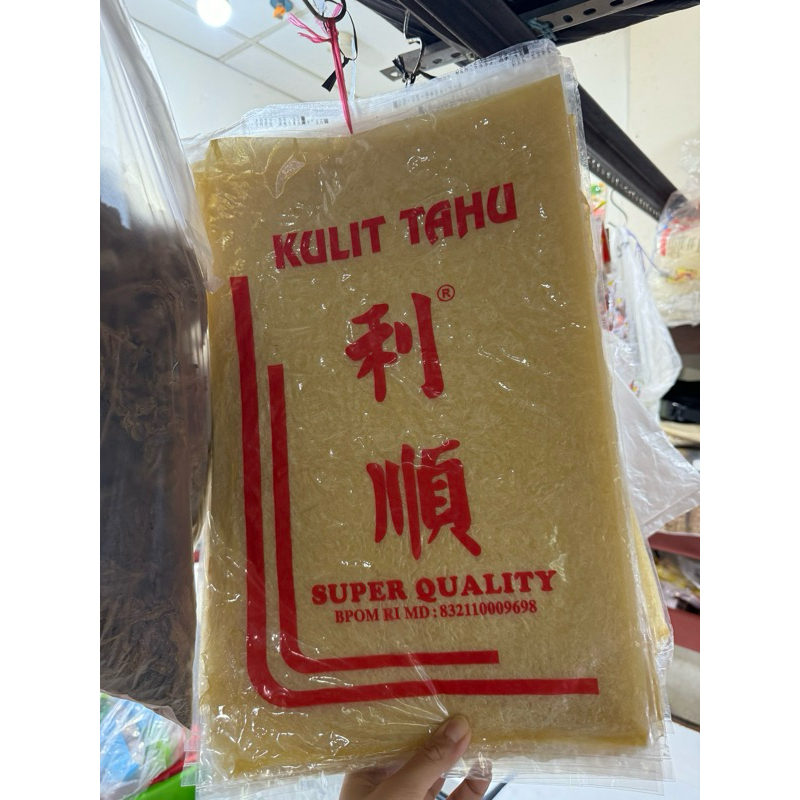 KULIT TAHU
利®
順
SUPER QUALITY
BPOM RI MD : 832110009698